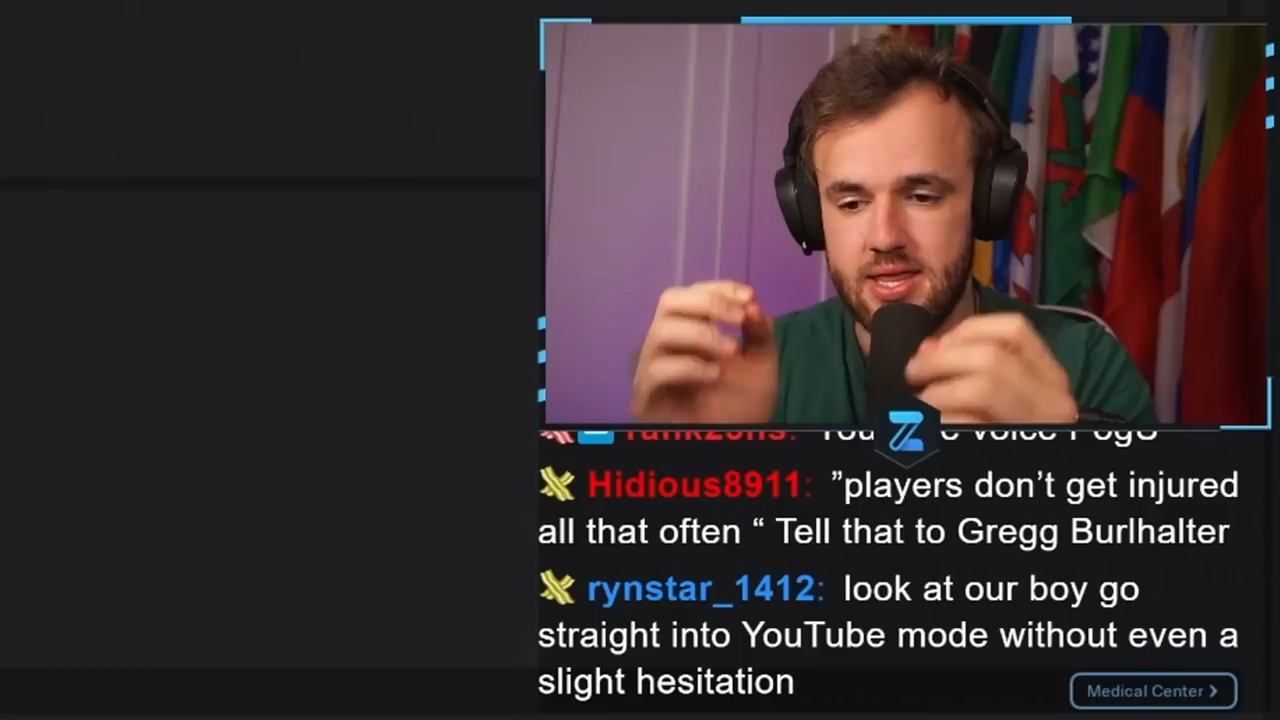 Hidious8911: ”players don’t get injured
all that often “ Tell that to Gregg Burlhalter
rynstar_1412: look at our boy go
straight into YouTube mode without even a
slight hesitation
Medical Center >